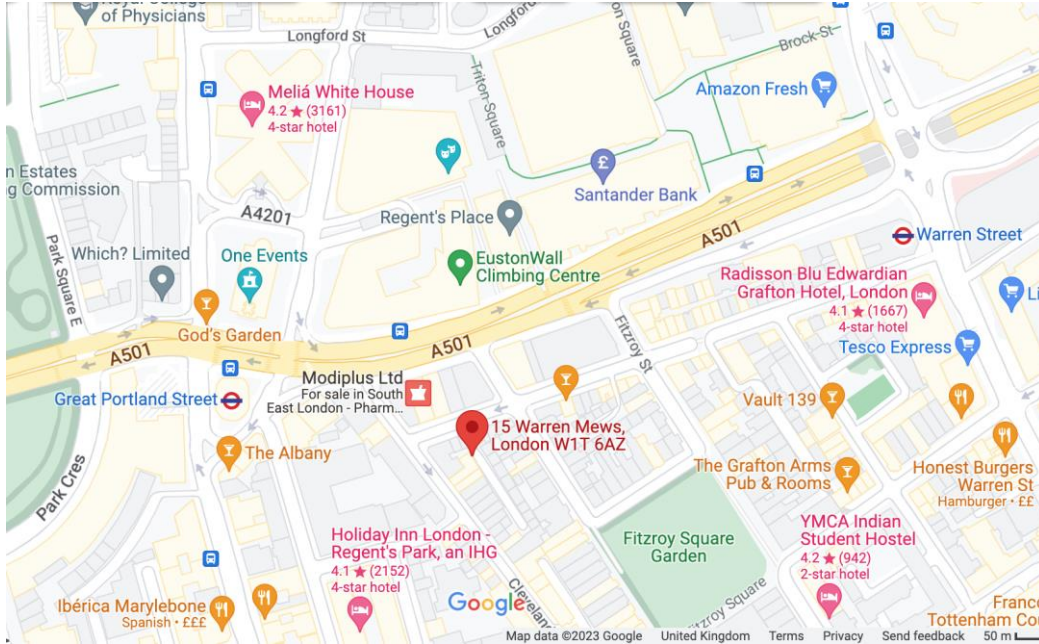 of Physicians
Longford St
Longford
Triton Square
Brock St
Meliá White House
4.2 ★ (3161)
4-star hotel
Amazon Fresh
n Estates
g Commission
Santander Bank
A4201
Regent's Place
A501
Warren Street
Which? Limited
One Events
EustonWall
Climbing Centre
Radisson Blu Edwardian
Grafton Hotel, London
4.1 ★ (1667)
4-star hotel
Park Square E
God's Garden
Fitzroy St
Tesco Express
A501
A501
Modiplus Ltd
For sale in South
East London - Pharm...
Great Portland Street
Vault 139
15 Warren Mews,
London W1T 6AZ
The Albany
The Grafton Arms
Pub & Rooms
Honest Burgers
Warren St
Hamburger · ££
Park Cres
Holiday Inn London -
Regent's Park, an IHG
4.1 ★ (2152)
4-star hotel
Fitzroy Square
Garden
YMCA Indian
Student Hostel
4.2 ★ (942)
2-star hotel
Ibérica Marylebone
Spanish · £££
Google
Clevelan
Fitzroy Square
Franco
Tottenham Cou
Map data ©2023 Google United Kingdom Terms Privacy Send feedback 50 m